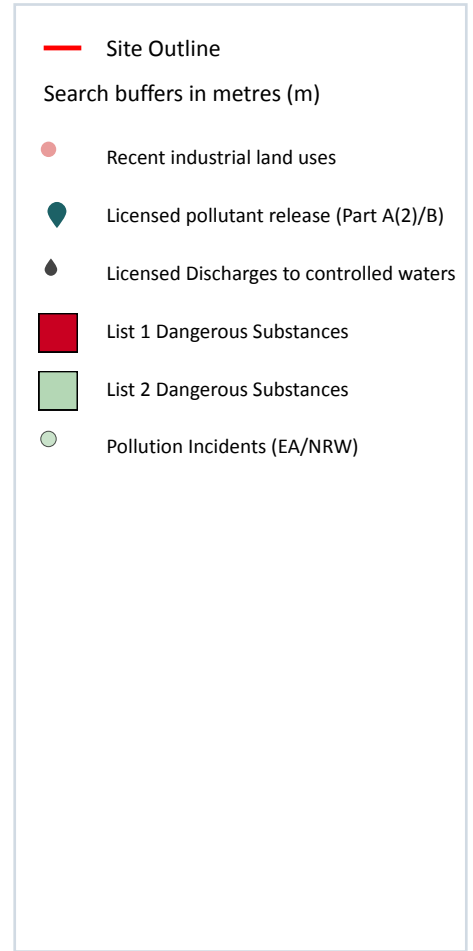 Site Outline
Search buffers in metres (m)
Recent industrial land uses
Licensed pollutant release (Part A(2)/B)
Licensed Discharges to controlled waters
List 1 Dangerous Substances
List 2 Dangerous Substances
Pollution Incidents (EA/NRW)